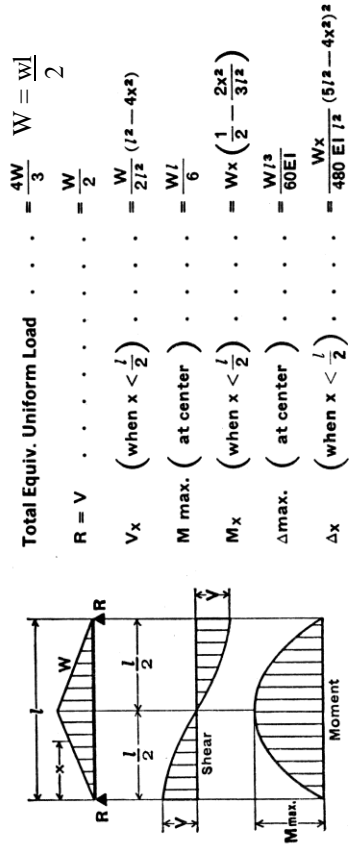 Total Equiv. Uniform Load . . . . = 4W/3 W = wl/2
R = V . . . . . . . . . . . = W/2
Vx (when x < l/2) . . . . = W/2l² (l² − 4x²)
M max. (at center) . . . . = Wl/6
Mx (when x < l/2) . . . . = Wx (1/2 − 2x²/3l²)
Δmax. (at center) . . . . = Wl³/60EI
Δx (when x < l/2) . . . . = Wx/480 EI l² (5l² − 4x²)²
l
x
W
R
R
l/2
l/2
V
V
Shear
M max.
Moment